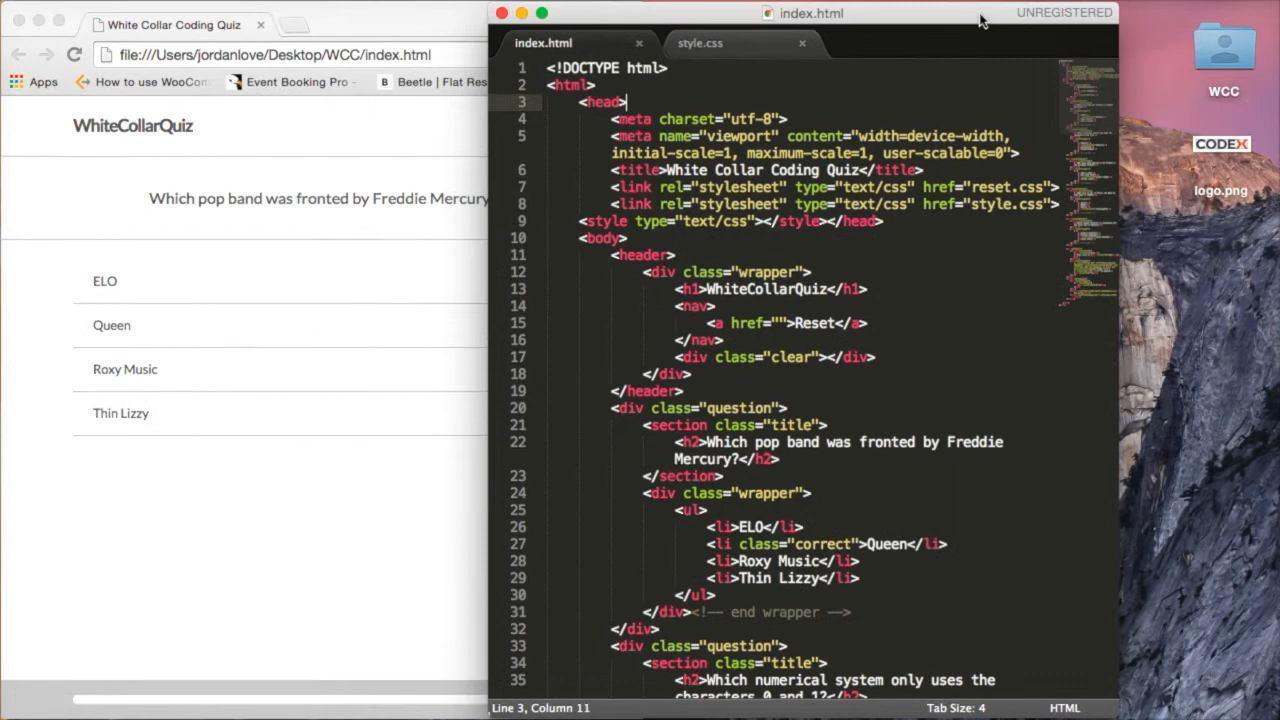 White Collar Coding Quiz
file:///Users/jordanlove/Desktop/WCC/index.html
Apps
How to use WooCom
Event Booking Pro -
Beetle | Flat Res
WhiteCollarQuiz
Which pop band was fronted by Freddie Mercury
ELO
Queen
Roxy Music
Thin Lizzy
index.html
UNREGISTERED
index.html
style.css
1 <!DOCTYPE html>
2 <html>
3 <head>
4 <meta charset="utf-8">
5 <meta name="viewport" content="width=device-width,
initial-scale=1, maximum-scale=1, user-scalable=0">
6 <title>White Collar Coding Quiz</title>
7 <link rel="stylesheet" type="text/css" href="reset.css">
8 <link rel="stylesheet" type="text/css" href="style.css">
9 <style type="text/css"></style></head>
10 <body>
11 <header>
12 <div class="wrapper">
13 <h1>WhiteCollarQuiz</h1>
14 <nav>
15 <a href="">Reset</a>
16 </nav>
17 <div class="clear"></div>
18 </div>
19 </header>
20 <div class="question">
21 <section class="title">
22 <h2>Which pop band was fronted by Freddie
Mercury?</h2>
23 </section>
24 <div class="wrapper">
25 <ul>
26 <li>ELO</li>
27 <li class="correct">Queen</li>
28 <li>Roxy Music</li>
29 <li>Thin Lizzy</li>
30 </ul>
31 </div><!-- end wrapper -->
32 </div>
33 <div class="question">
34 <section class="title">
35 <h2>Which numerical system only uses the
characters 0 and 1?</h2>
Line 3, Column 11
Tab Size: 4
HTML
WCC
CODEX
logo.png